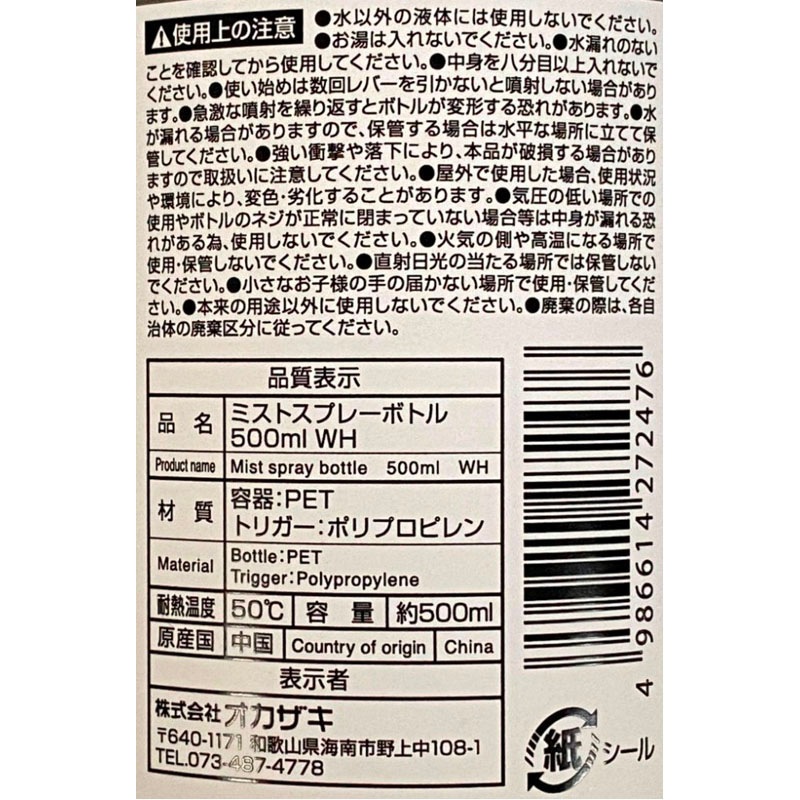 ⚠使用上の注意 ●水以外の液体には使用しないでください。
●お湯は入れないでください。●水漏れのない
ことを確認してから使用してください。●中身を八分目以上入れないで
ください。●使い始めは数回レバーを引かないと噴射しない場合があり
ます。●急激な噴射を繰り返すとボトルが変形する恐れがあります。●水
が漏れる場合がありますので、保管する場合は水平な場所に立てて保
管してください。●強い衝撃や落下により、本品が破損する場合があり
ますので取扱いに注意してください。●屋外で使用した場合、使用状況
や環境により、変色・劣化することがあります。●気圧の低い場所での
使用やボトルのネジが正常に閉まっていない場合等は中身が漏れる恐
れがある為、使用しないでください。●火気の側や高温になる場所で
使用・保管しないでください。●直射日光の当たる場所では保管しない
でください。●小さなお子様の手の届かない場所で使用・保管してくだ
さい。●本来の用途以外に使用しないでください。●廃棄の際は、各自
治体の廃棄区分に従ってください。
品質表示
品名 ミストスプレーボトル
500ml WH
Product name Mist spray bottle 500ml WH
材質 容器:PET
トリガー:ポリプロピレン
Material Bottle:PET
Trigger:Polypropylene
耐熱温度 50℃ 容量 約500ml
原産国 中国 Country of origin China
表示者
株式会社オカザキ
〒640-1171 和歌山県海南市野上中108-1
TEL.073-487-4778
4 986614 272476
紙 シール